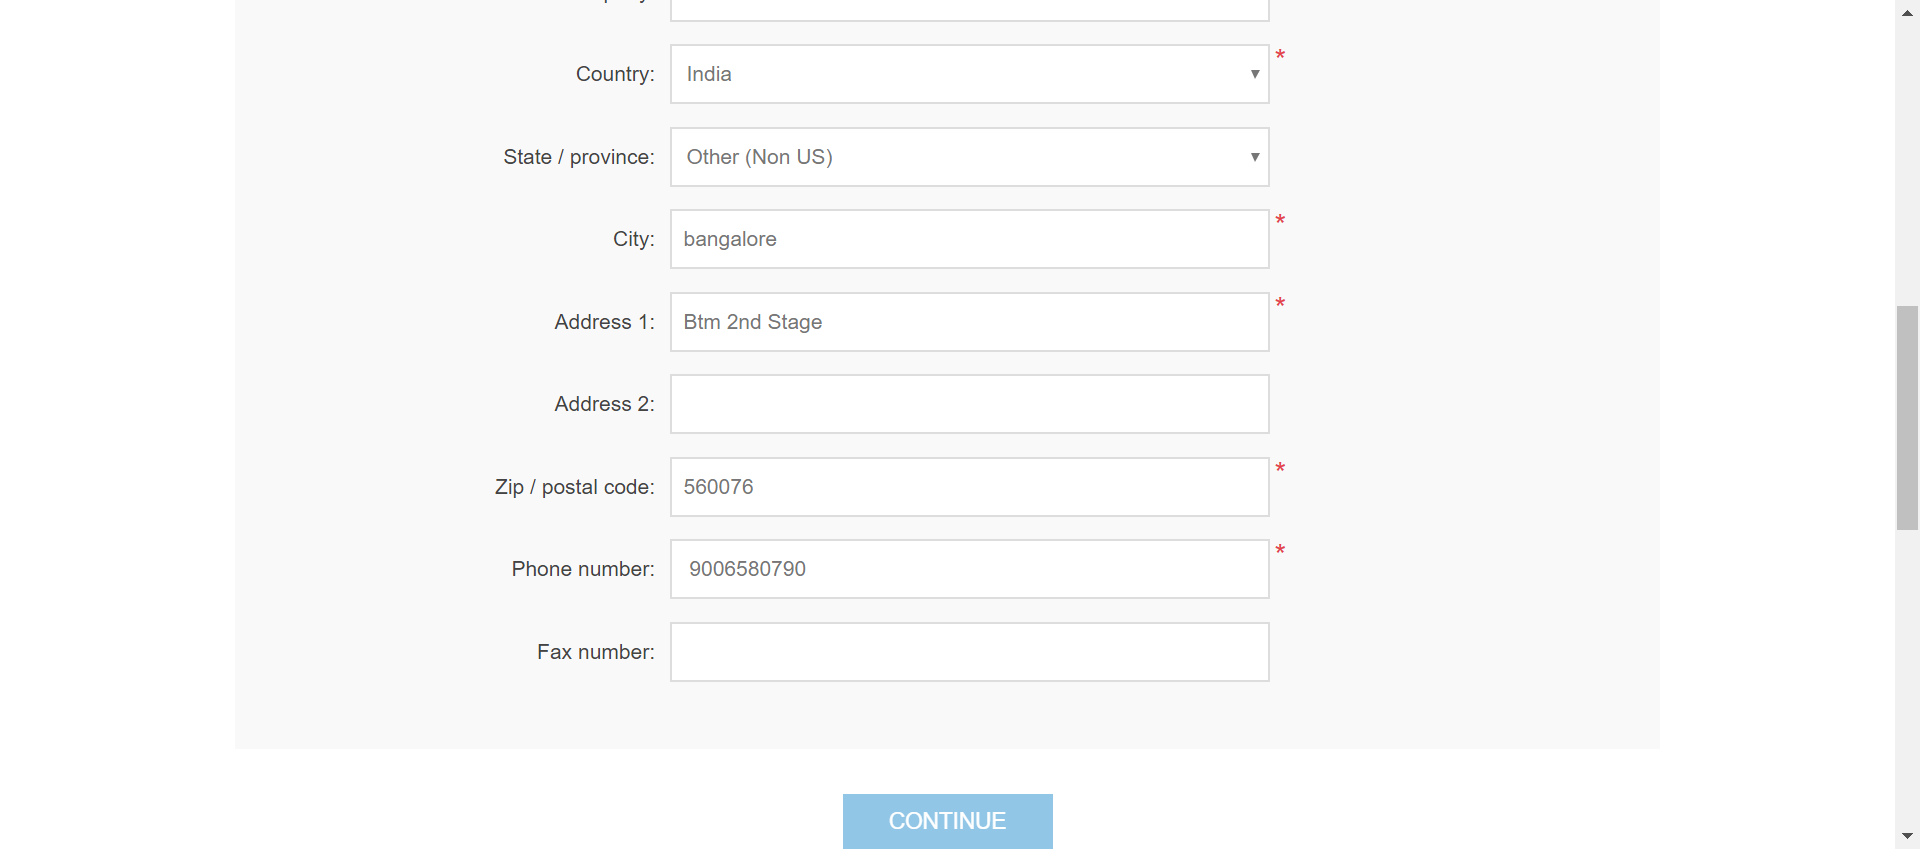 Country: India *
State / province: Other (Non US)
City: bangalore *
Address 1: Btm 2nd Stage *
Address 2:
Zip / postal code: 560076 *
Phone number: 9006580790 *
Fax number:
CONTINUE